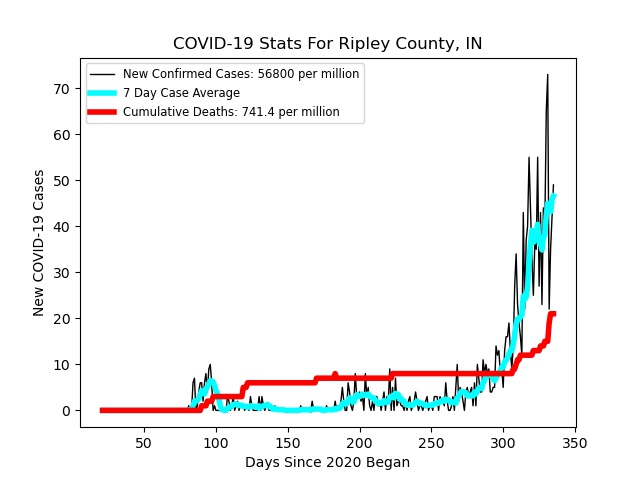 COVID-19 Stats For Ripley County, IN
New Confirmed Cases: 56800 per million
7 Day Case Average
Cumulative Deaths: 741.4 per million
New COVID-19 Cases
70
60
50
40
30
20
10
0
50 100 150 200 250 300 350
Days Since 2020 Began